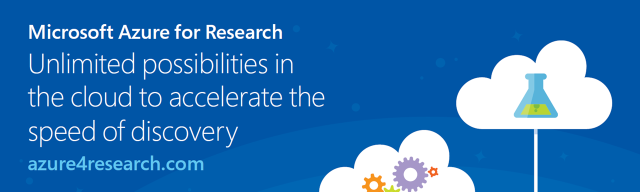 Microsoft Azure for Research
Unlimited possibilities in
the cloud to accelerate the
speed of discovery
azure4research.com